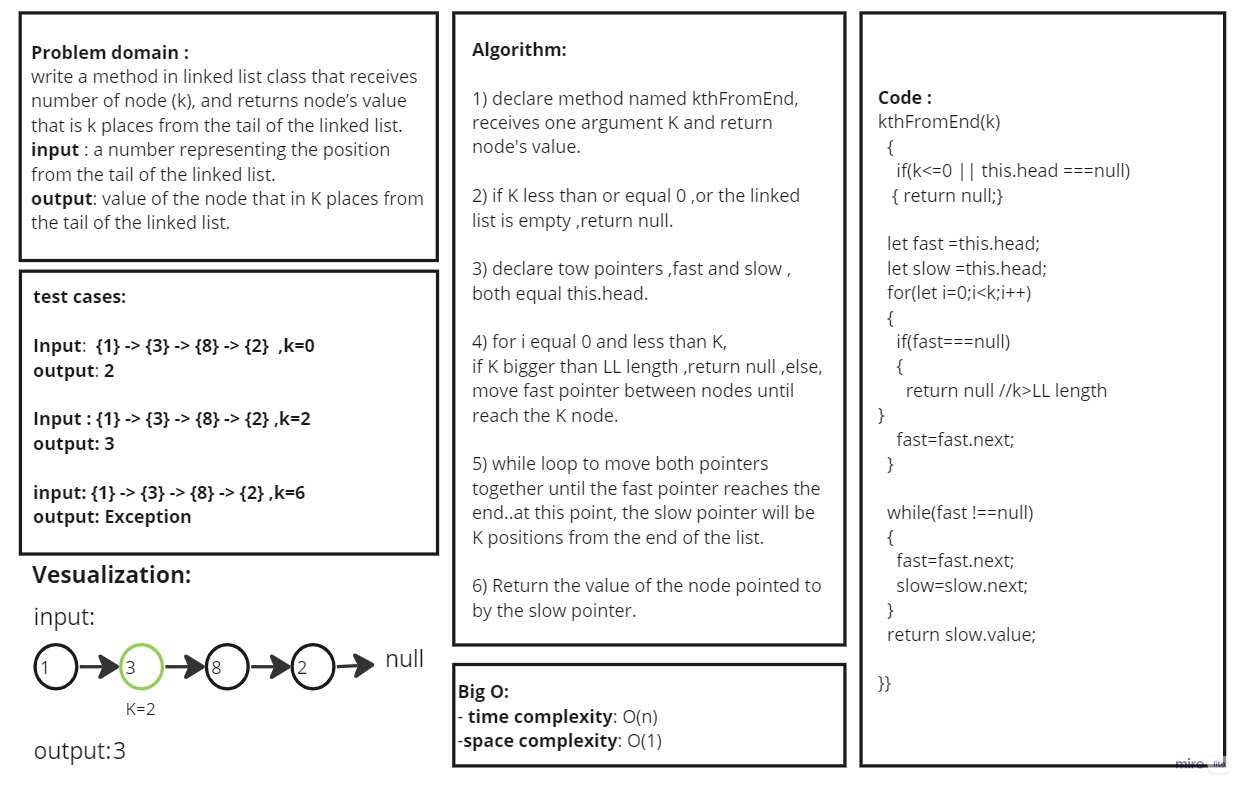 Problem domain :
write a method in linked list class that receives
number of node (k), and returns node’s value
that is k places from the tail of the linked list.
input : a number representing the position
from the tail of the linked list.
output: value of the node that in K places from
the tail of the linked list.
test cases:
Input:  {1} -> {3} -> {8} -> {2}  ,k=0
output: 2
Input : {1} -> {3} -> {8} -> {2} ,k=2
output: 3
input: {1} -> {3} -> {8} -> {2} ,k=6
output: Exception
Vesualization:
input:
1 3 8 2 null
K=2
output:3
Algorithm:
1) declare method named kthFromEnd,
receives one argument K and return
node's value.
2) if K less than or equal 0 ,or the linked
list is empty ,return null.
3) declare tow pointers ,fast and slow ,
both equal this.head.
4) for i equal 0 and less than K,
if K bigger than LL length ,return null ,else,
move fast pointer between nodes until
reach the K node.
5) while loop to move both pointers
together until the fast pointer reaches the
end..at this point, the slow pointer will be
K positions from the end of the list.
6) Return the value of the node pointed to
by the slow pointer.
Big O:
- time complexity: O(n)
-space complexity: O(1)
Code :
kthFromEnd(k)
{
if(k<=0 || this.head ===null)
{ return null;}
let fast =this.head;
let slow =this.head;
for(let i=0;i<k;i++)
{
if(fast===null)
{
return null //k>LL length
}
fast=fast.next;
}
while(fast !==null)
{
fast=fast.next;
slow=slow.next;
}
return slow.value;
}}
miro lite